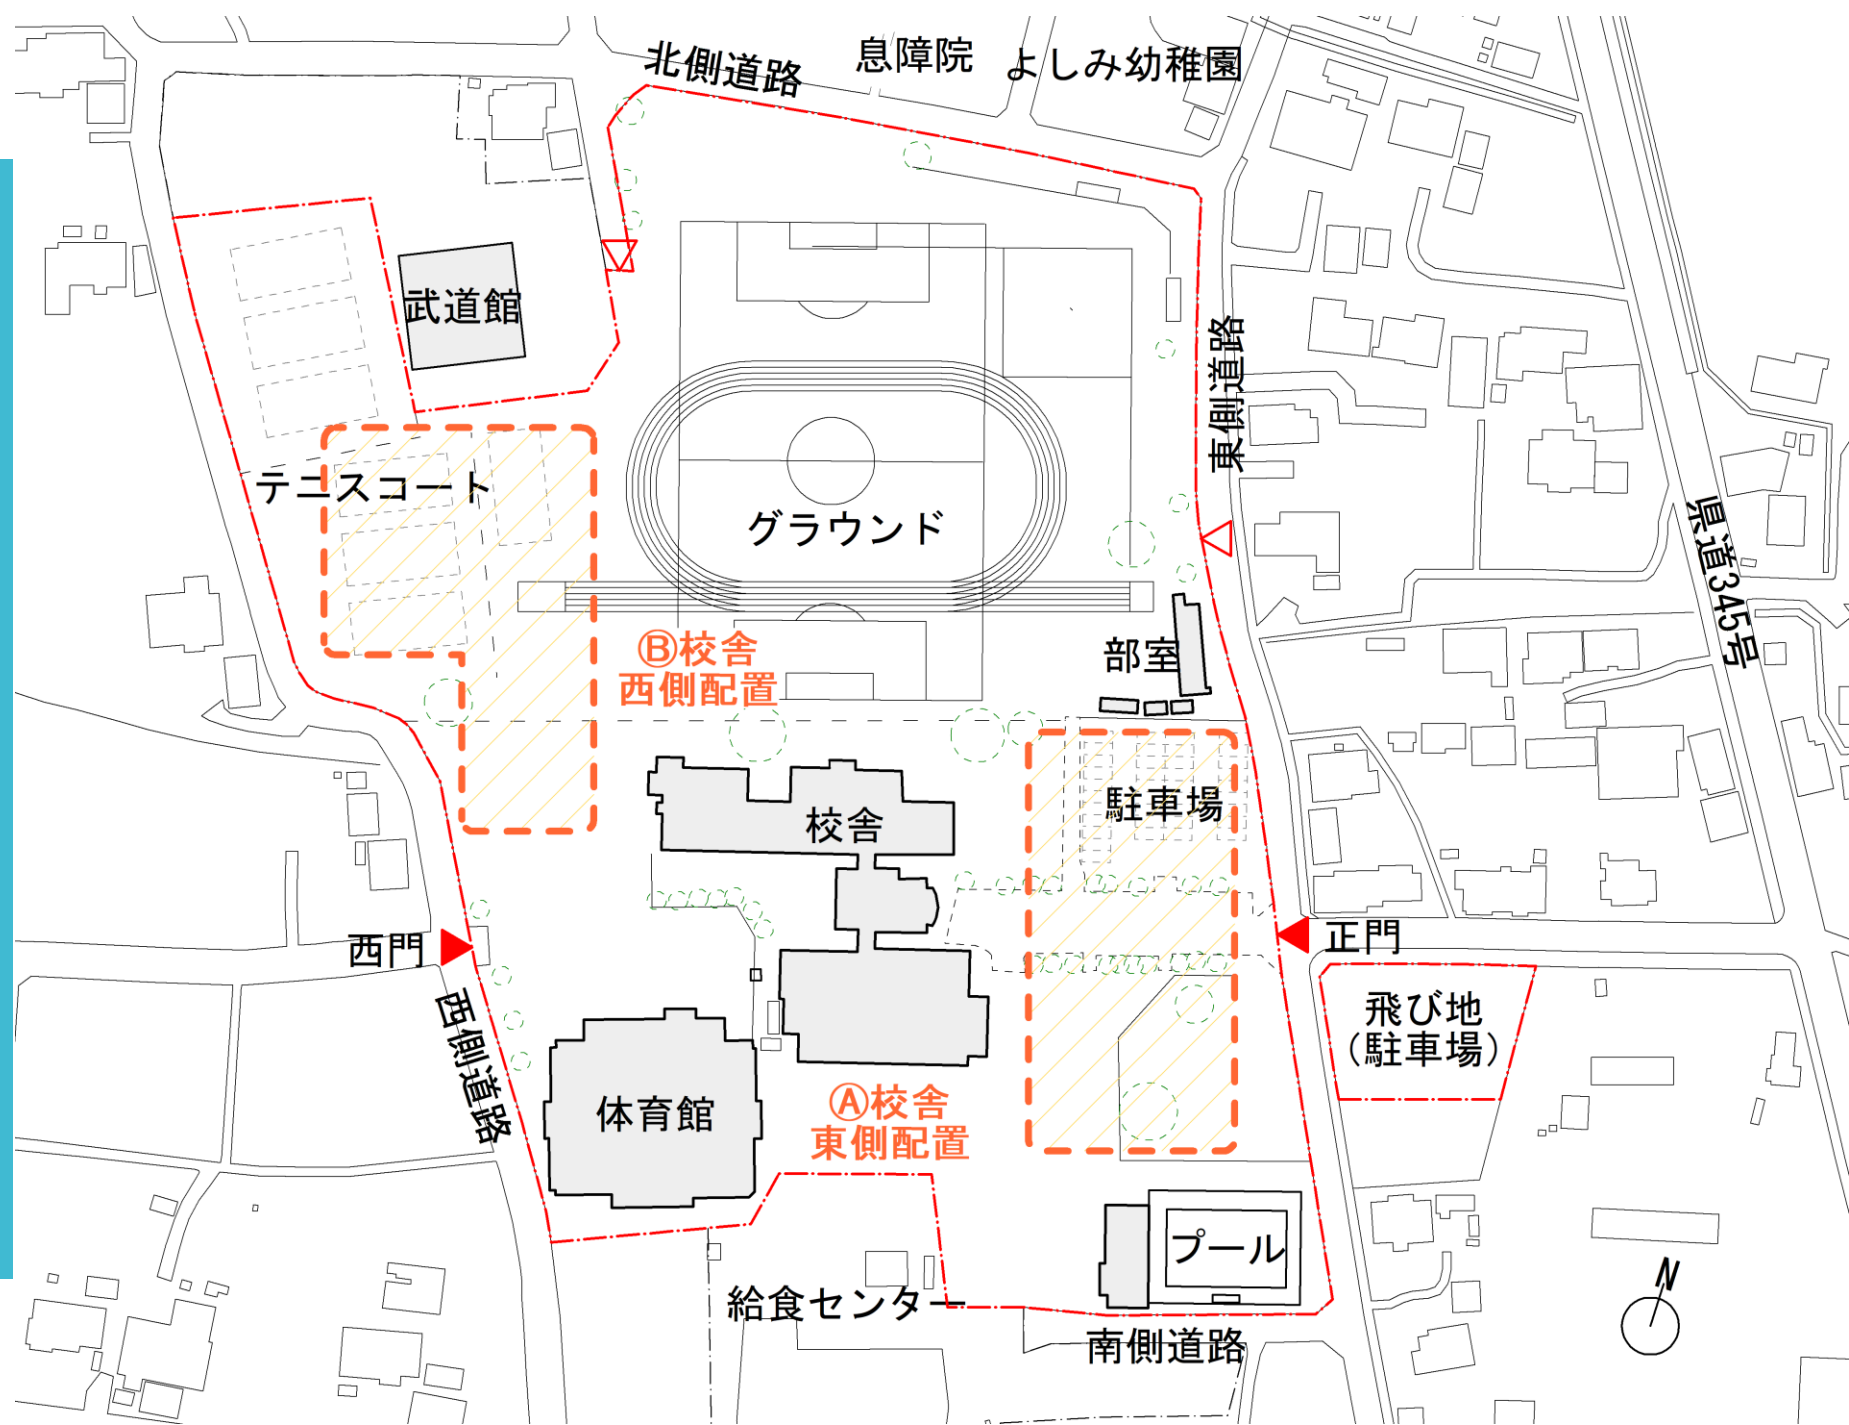 北側道路
息障院
よしみ幼稚園
武道館
東側道路
テニスコート
グラウンド
県道345号
部室
Ⓑ校舎
西側配置
駐車場
校舎
西門
正門
西側道路
飛び地
(駐車場)
体育館
Ⓐ校舎
東側配置
プール
給食センター
南側道路
N